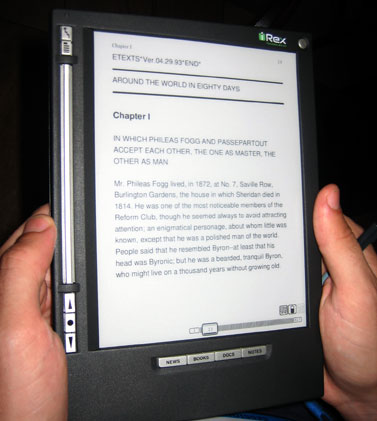 iRex
Chapter I
ETEXTS*Ver.04.29.93*END*
AROUND THE WORLD IN EIGHTY DAYS
Chapter I
IN WHICH PHILEAS FOGG AND PASSEPARTOUT
ACCEPT EACH OTHER, THE ONE AS MASTER, THE
OTHER AS MAN
Mr. Phileas Fogg lived, in 1872, at No. 7, Saville Row,
Burlington Gardens, the house in which Sheridan died in
1814. He was one of the most noticeable members of the
Reform Club, though he seemed always to avoid attracting
attention; an enigmatical personage, about whom little was
known, except that he was a polished man of the world.
People said that he resembled Byron--at least that his
head was Byronic; but he was a bearded, tranquil Byron,
who might live on a thousand years without growing old.
NEWS
BOOKS
DOCS
NOTES